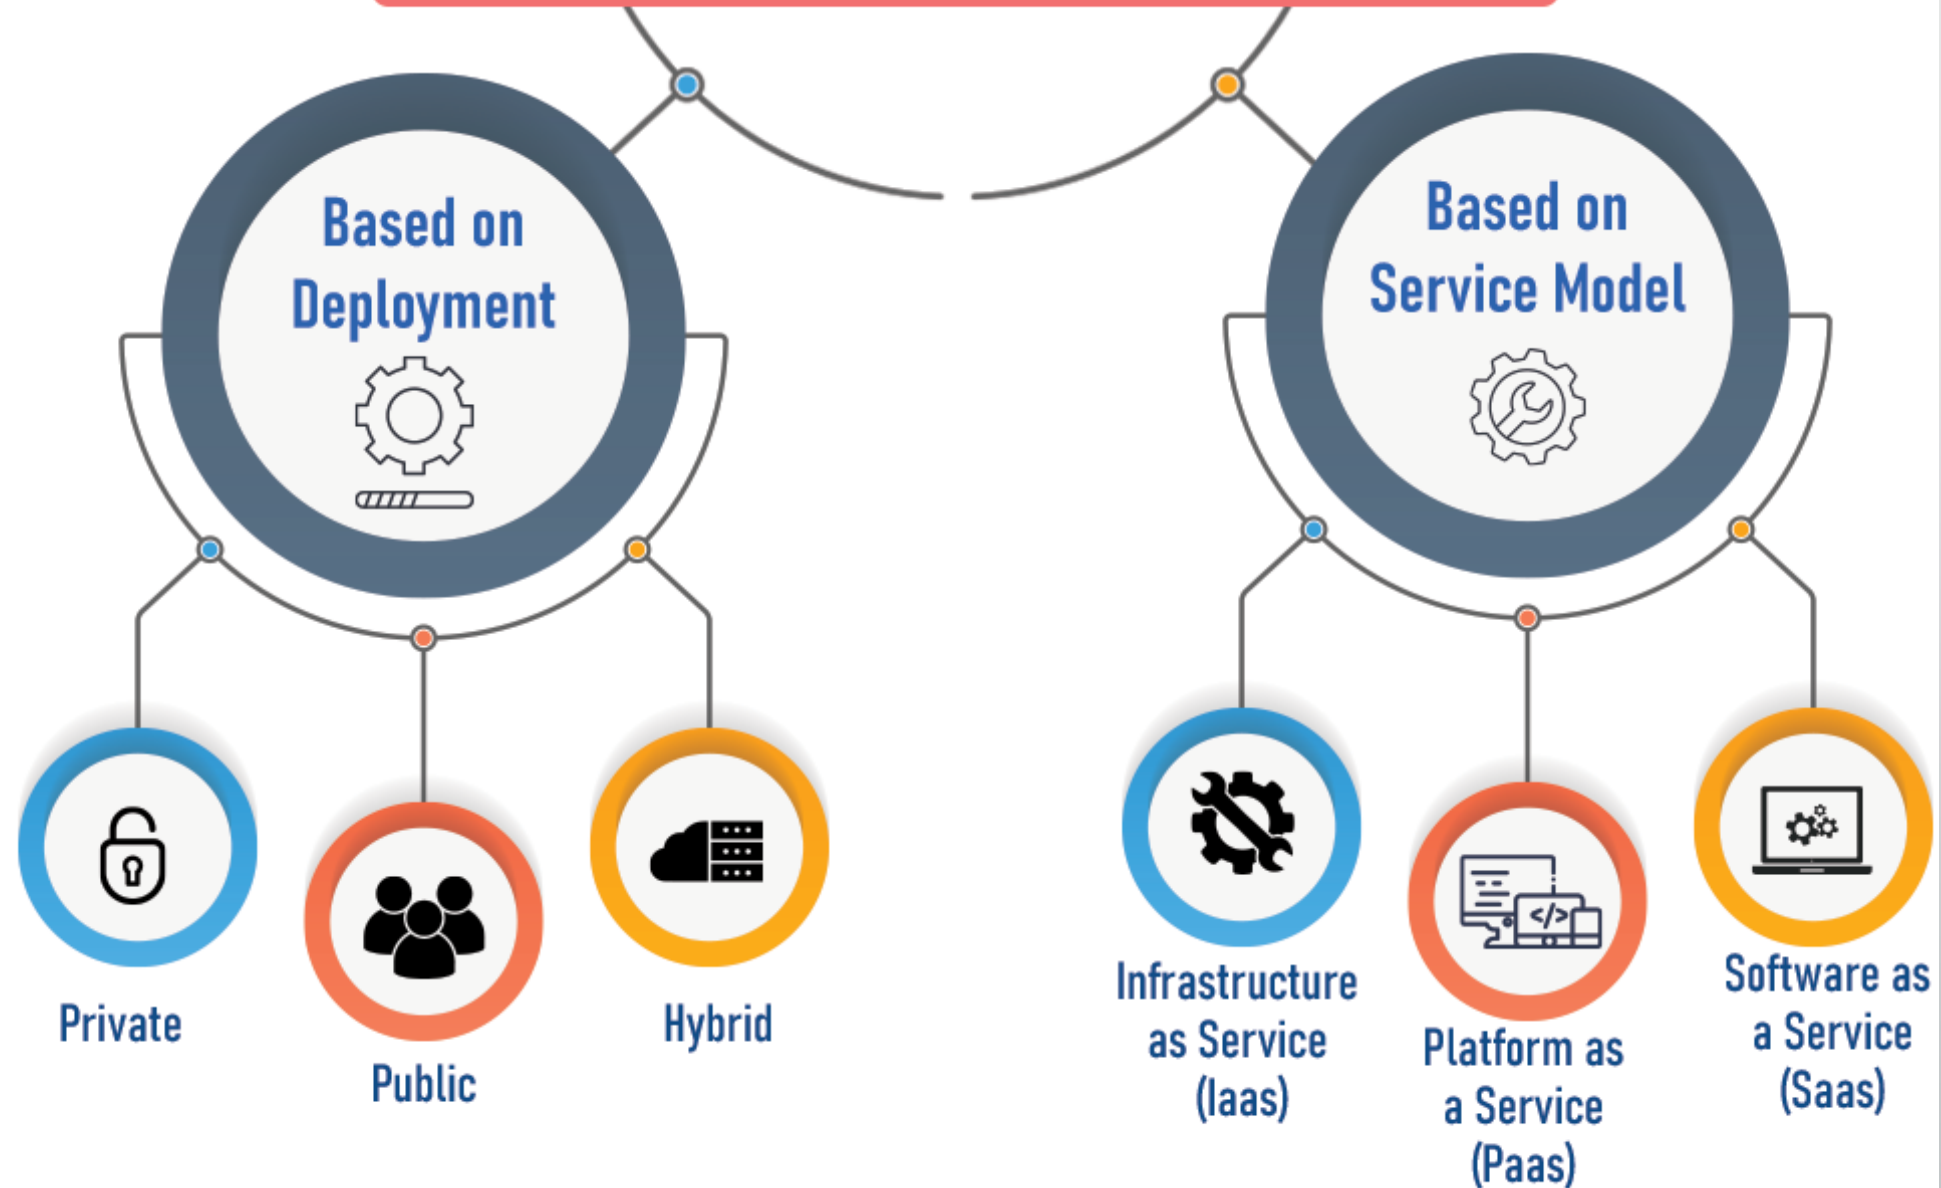 Based on
Deployment
Private
Public
Hybrid
Based on
Service Model
Infrastructure
as Service
(Iaas)
Platform as
a Service
(Paas)
Software as
a Service
(Saas)